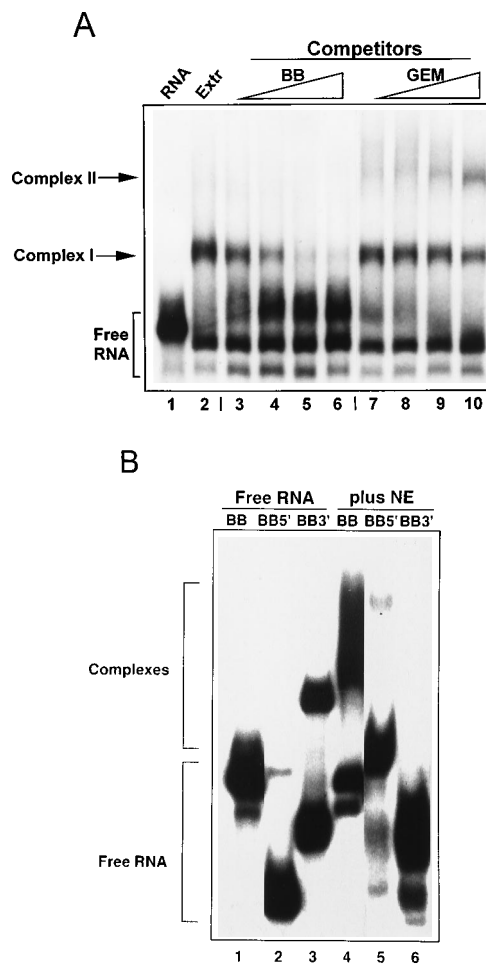 A
Competitors
RNA Extr BB GEM
Complex II
Complex I
Free
RNA
1 2 3 4 5 6 7 8 9 10
B
Free RNA plus NE
BB BB5' BB3' BB BB5' BB3'
Complexes
Free RNA
1 2 3 4 5 6